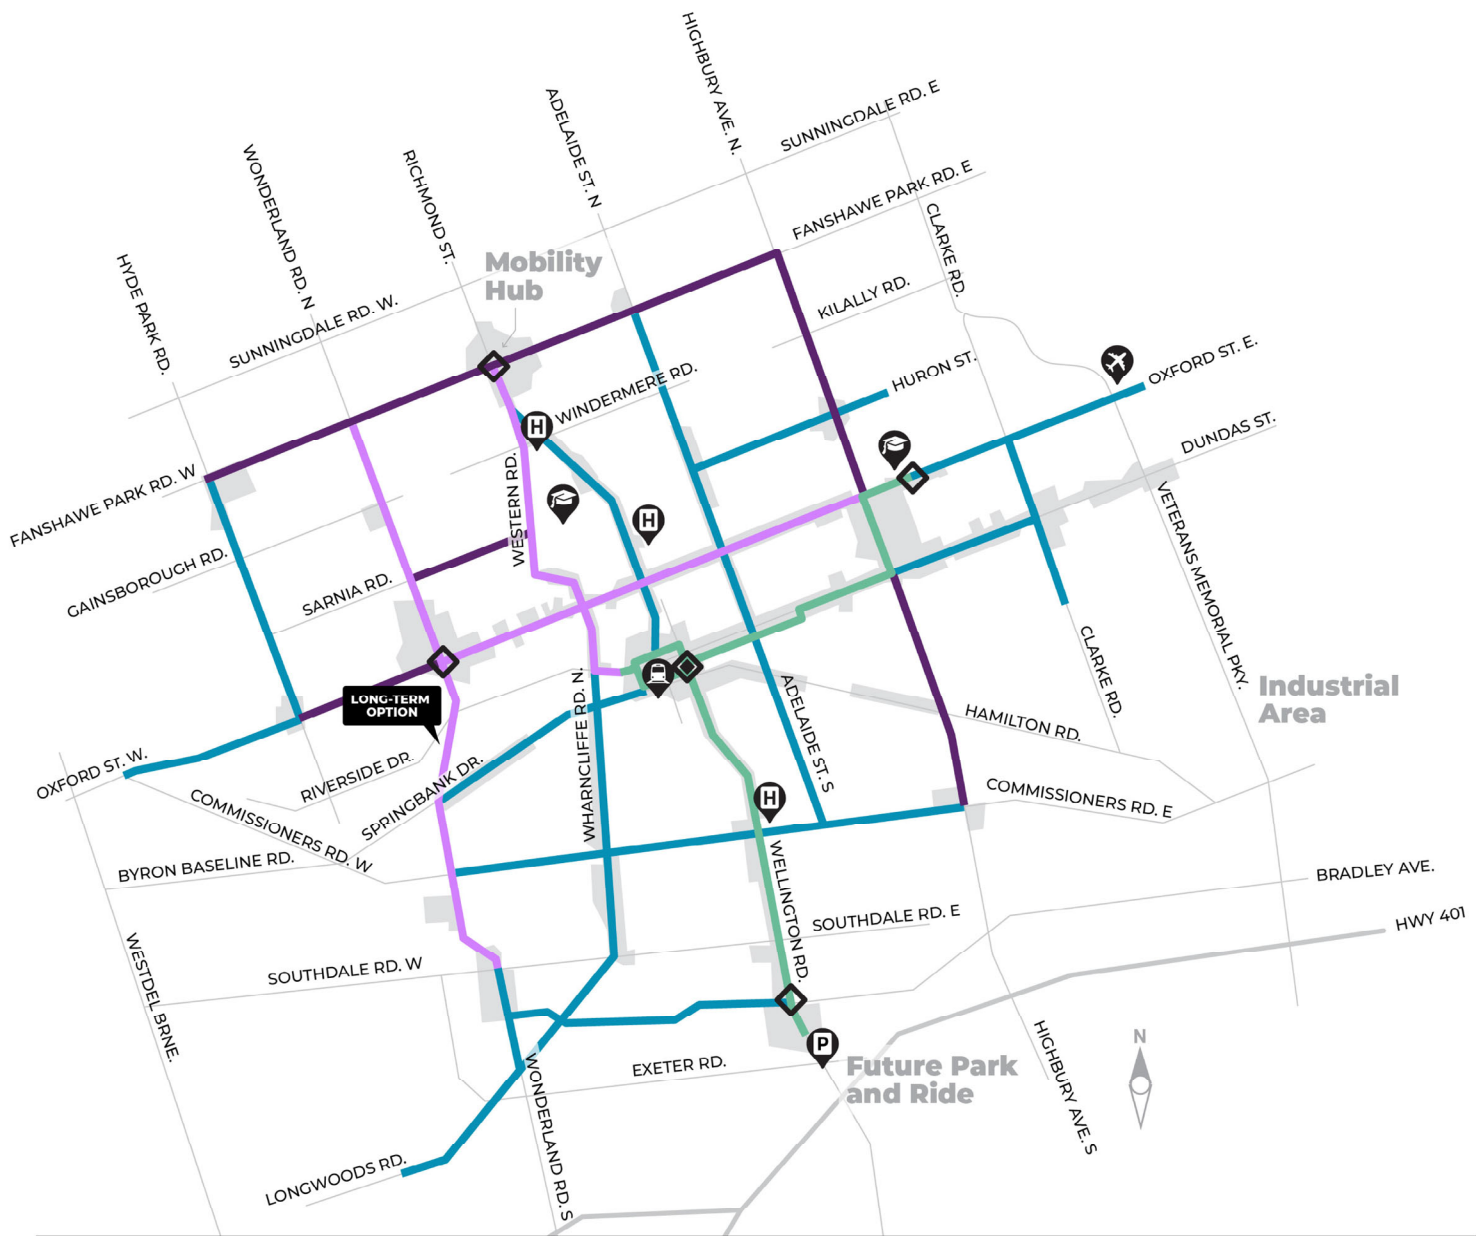 HIGHBURY AVE. N.
SUNNINGDALE RD. E
ADELAIDE ST. N
WONDERLAND RD. N
RICHMOND ST.
FANSHAWE PARK RD. E
CLARKE RD.
HYDE PARK RD.
Mobility
Hub
SUNNINGDALE RD. W.
KILALLY RD.
OXFORD ST. E.
HURON ST.
WINDERMERE RD.
H
DUNDAS ST.
FANSHAWE PARK RD. W
WESTERN RD.
H
VETERANS MEMORIAL PKY.
GAINSBOROUGH RD.
SARNIA RD.
CLARKE RD.
LONG-TERM
OPTION
Industrial
Area
WHARNCLIFFE RD. N.
ADELAIDE ST. S
HAMILTON RD.
OXFORD ST. W.
RIVERSIDE DR.
SPRINGBANK DR.
COMMISSIONERS RD. W
H
COMMISSIONERS RD. E
BYRON BASELINE RD.
WELLINGTON RD.
BRADLEY AVE.
SOUTHDALE RD. E
HWY 401
WESTDEL BRNE.
SOUTHDALE RD. W
P
EXETER RD.
Future Park
and Ride
HIGHBURY AVE. S
N
WONDERLAND RD. S
LONGWOODS RD.